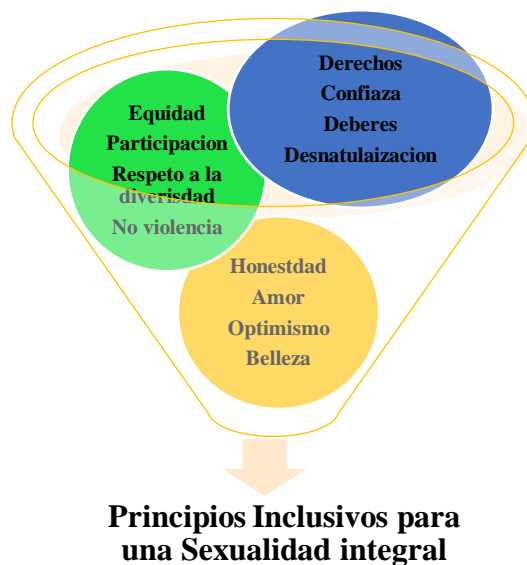 Derechos
Confiaza
Deberes
Desnatulaizacion
Equidad
Participacion
Respeto a la
diverisdad
No violencia
Honestdad
Amor
Optimismo
Belleza
Principios Inclusivos para
una Sexualidad integral